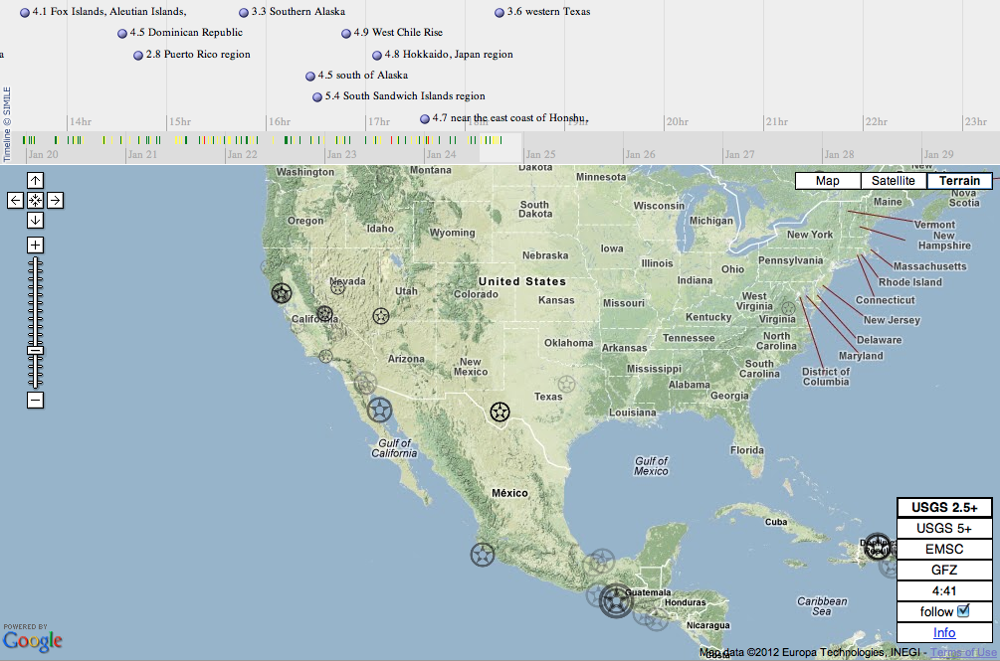 4.1 Fox Islands, Aleutian Islands,
3.3 Southern Alaska
3.6 western Texas
4.5 Dominican Republic
4.9 West Chile Rise
a
2.8 Puerto Rico region
4.8 Hokkaido, Japan region
4.5 south of Alaska
5.4 South Sandwich Islands region
4.7 near the east coast of Honshu,
Timeline © SIMILE
14hr
15hr
16hr
17hr
18hr
19hr
20hr
21hr
22hr
23hr
Jan 20
Jan 21
Jan 22
Jan 23
Jan 24
Jan 25
Jan 26
Jan 27
Jan 28
Jan 29
Washington
Montana
Dakota
Minnesota
New
Map
Satellite
Terrain
Oregon
Idaho
Wyoming
South
Dakota
Wisconsin
Michigan
Maine
Nova
Scotia
New York
Vermont
New
Hampshire
Massachusetts
Rhode Island
Connecticut
New Jersey
Delaware
Maryland
District of
Columbia
Nebraska
Iowa
Illinois
Indiana
Ohio
Pennsylvania
Nevada
Utah
Colorado
United States
Kansas
Missouri
West
Virginia
Virginia
Kentucky
California
Arizona
New
Mexico
Oklahoma
Arkansas
Tennessee
North
Carolina
South
Carolina
Mississippi
Alabama
Georgia
Texas
Louisiana
Florida
Gulf of
California
Gulf of
Mexico
México
Cuba
Guatemala
Honduras
Nicaragua
Caribbean
Sea
USGS 2.5+
USGS 5+
EMSC
GFZ
4:41
follow
Info
POWERED BY
Google
Map data ©2012 Europa Technologies, INEGI - Terms of Use